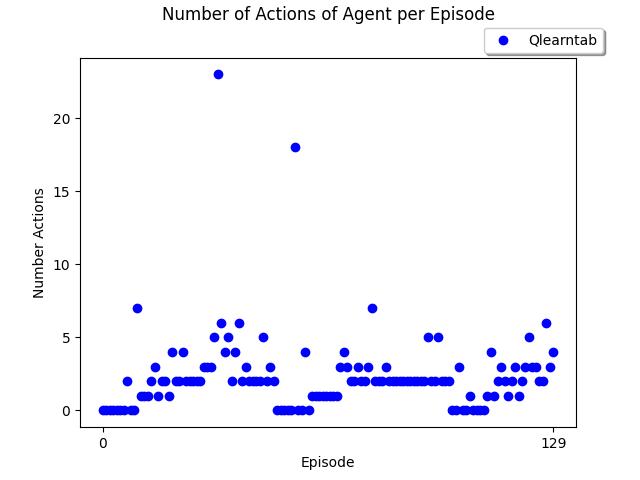 Number of Actions of Agent per Episode
Qlearntab
20
15
10
5
0
Number Actions
0 129
Episode